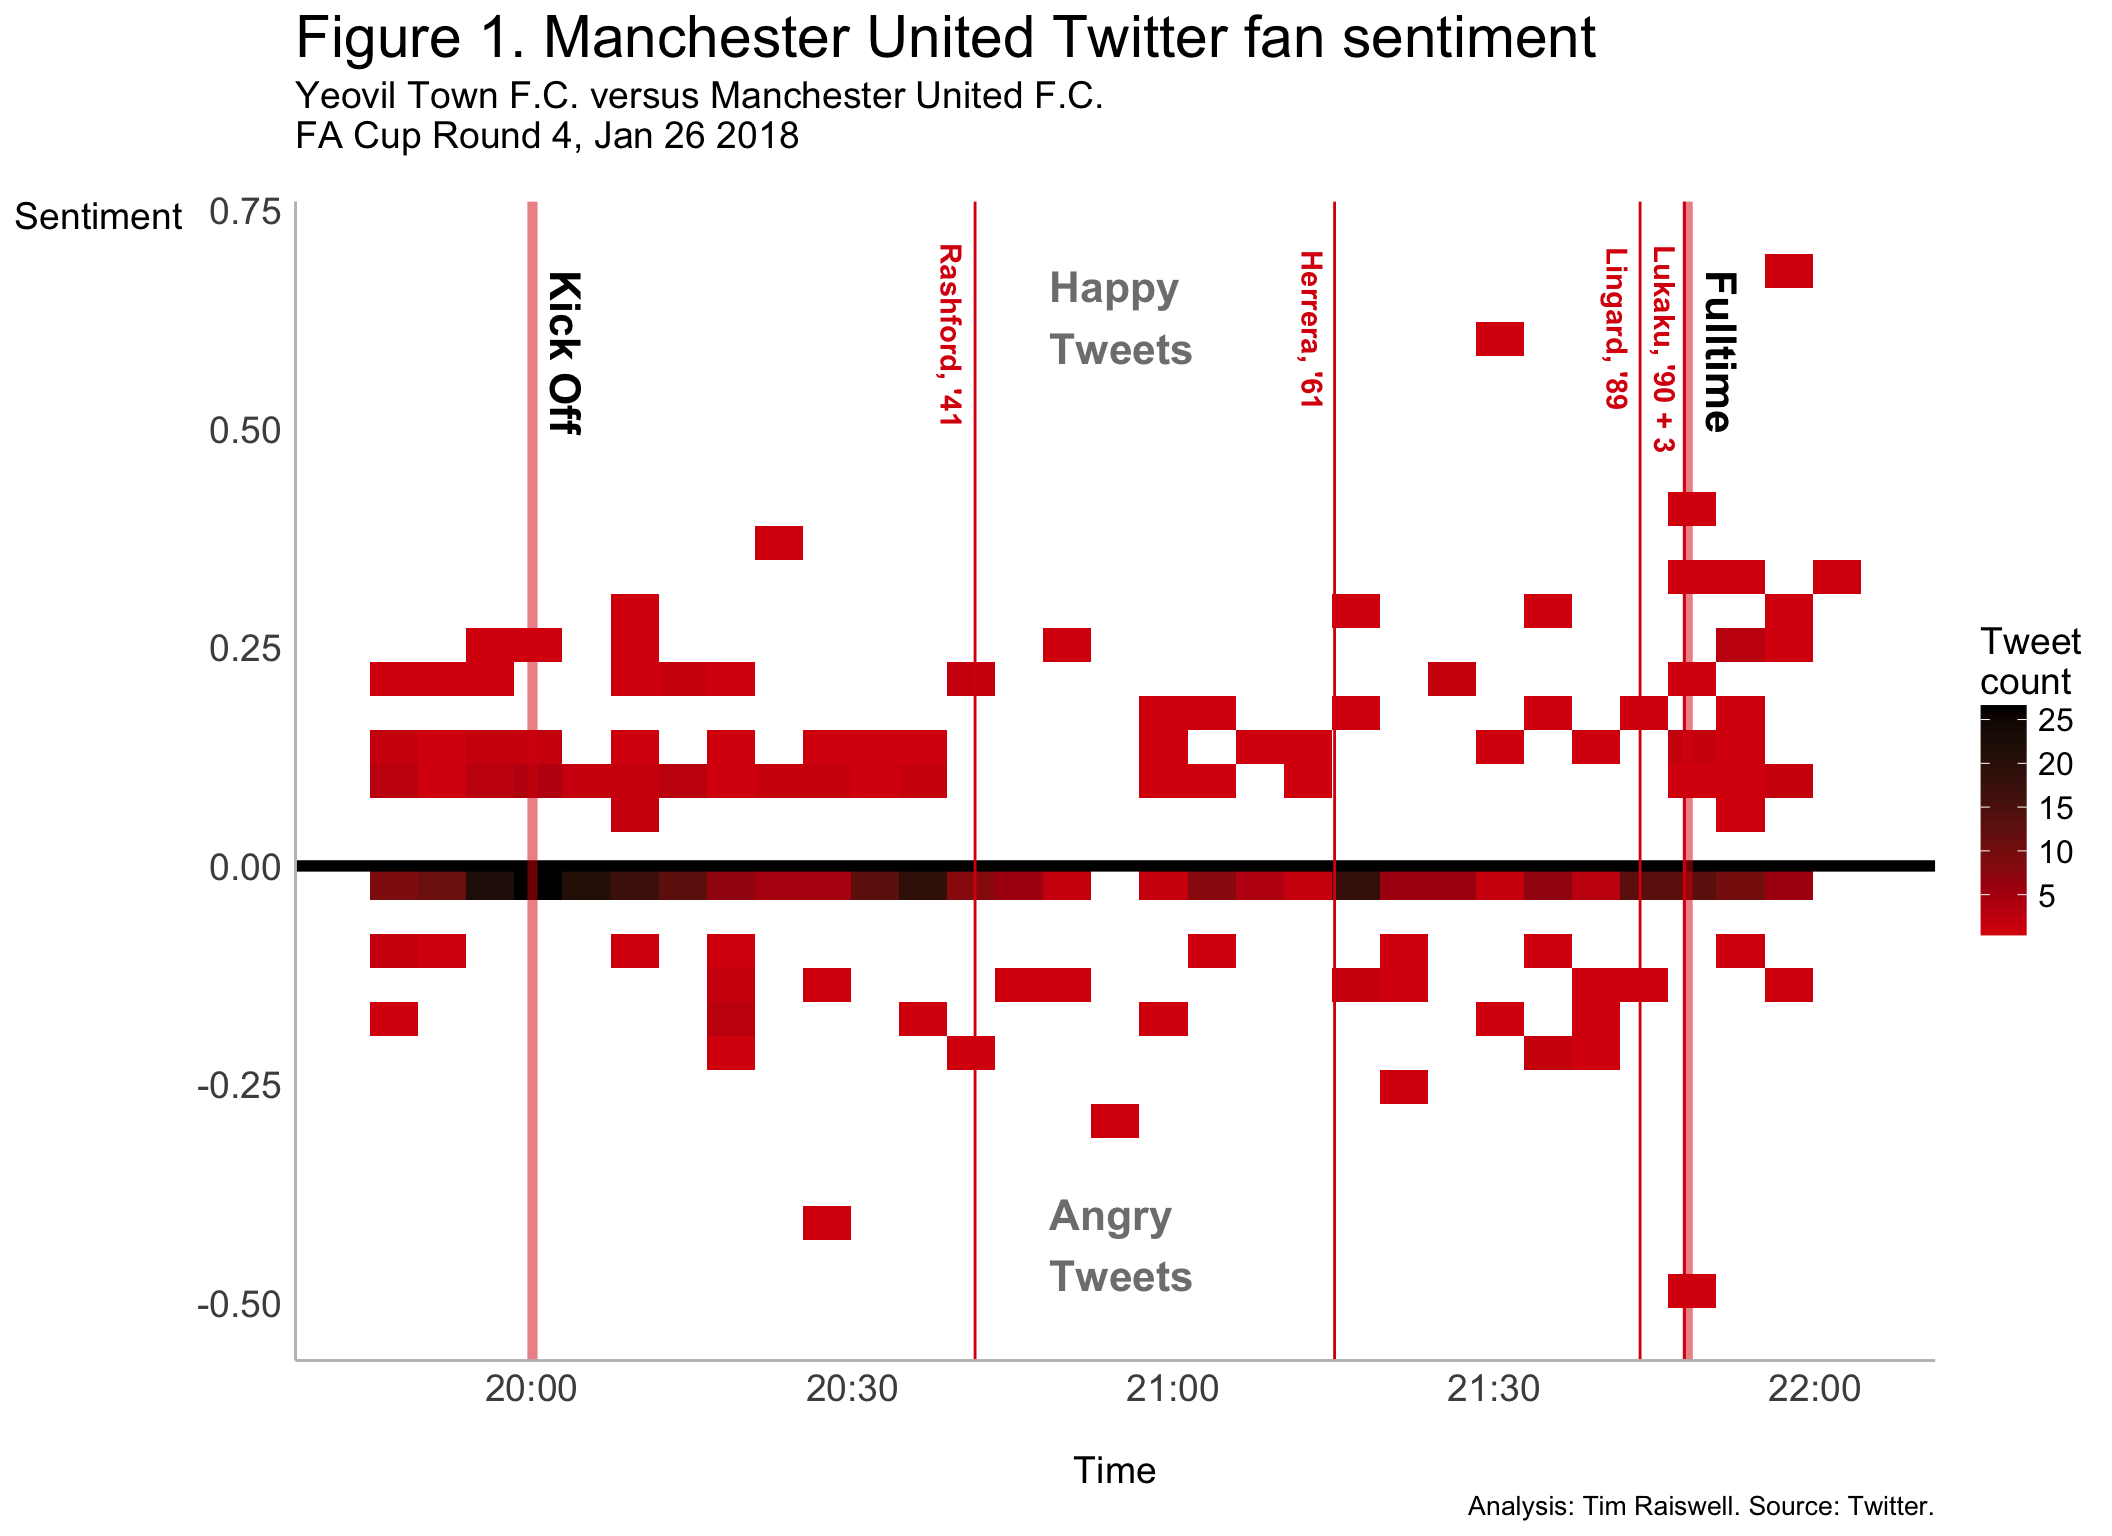 Figure 1. Manchester United Twitter fan sentiment
Yeovil Town F.C. versus Manchester United F.C.
FA Cup Round 4, Jan 26 2018
Sentiment
0.75
0.50
0.25
0.00
-0.25
-0.50
Kick Off
Rashford, '41
Happy
Tweets
Herrera, '61
Lingard, '89
Lukaku, '90 + 3
Fulltime
Angry
Tweets
Tweet
count
25
20
15
10
5
20:00
20:30
21:00
21:30
22:00
Time
Analysis: Tim Raiswell. Source: Twitter.